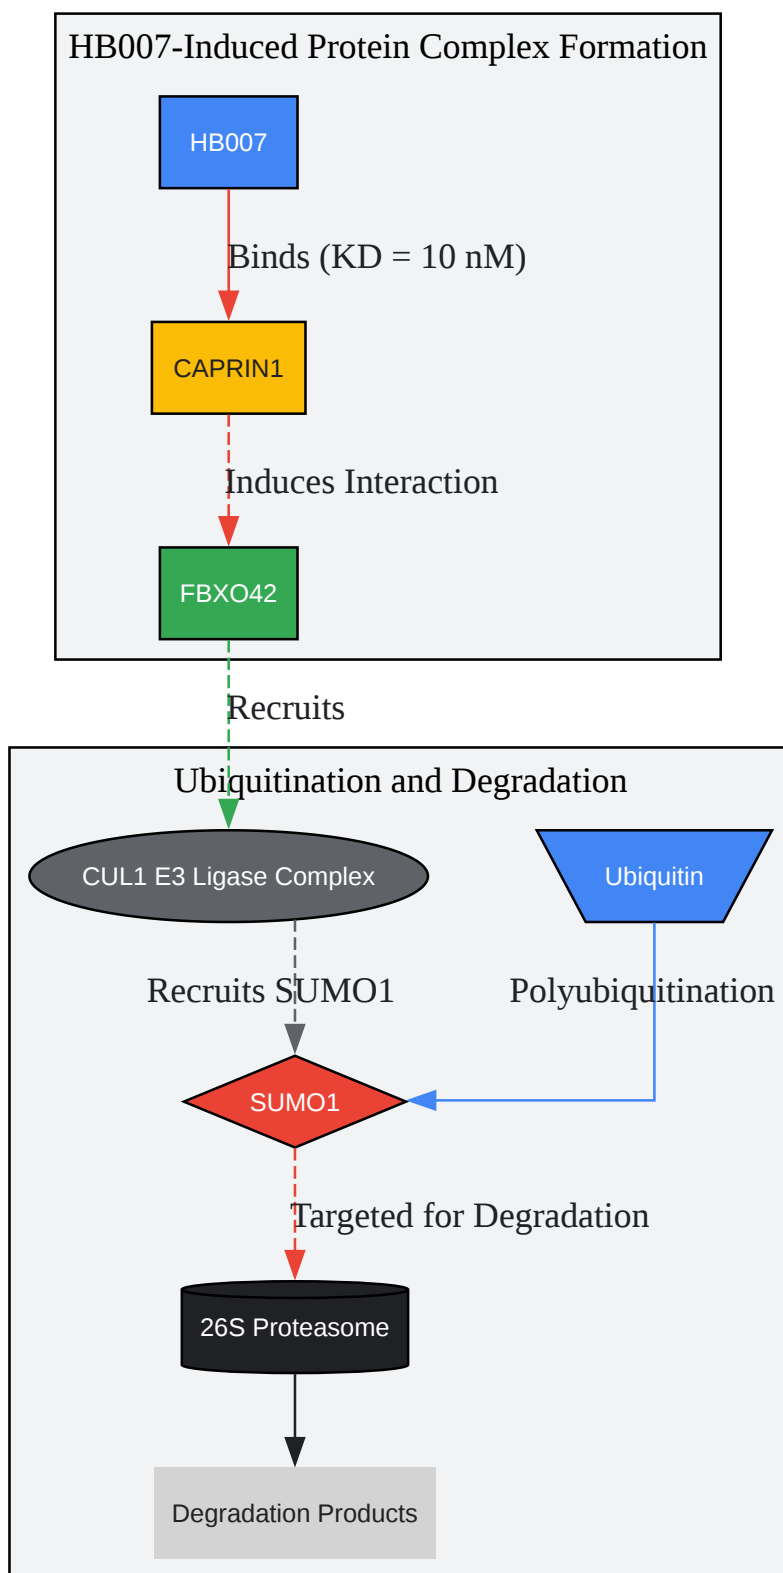 HB007-Induced Protein Complex Formation
HB007
Binds (KD = 10 nM)
CAPRIN1
Induces Interaction
FBXO42
Recruits
Ubiquitination and Degradation
CUL1 E3 Ligase Complex
Ubiquitin
Recruits SUMO1
Polyubiquitination
SUMO1
Targeted for Degradation
26S Proteasome
Degradation Products